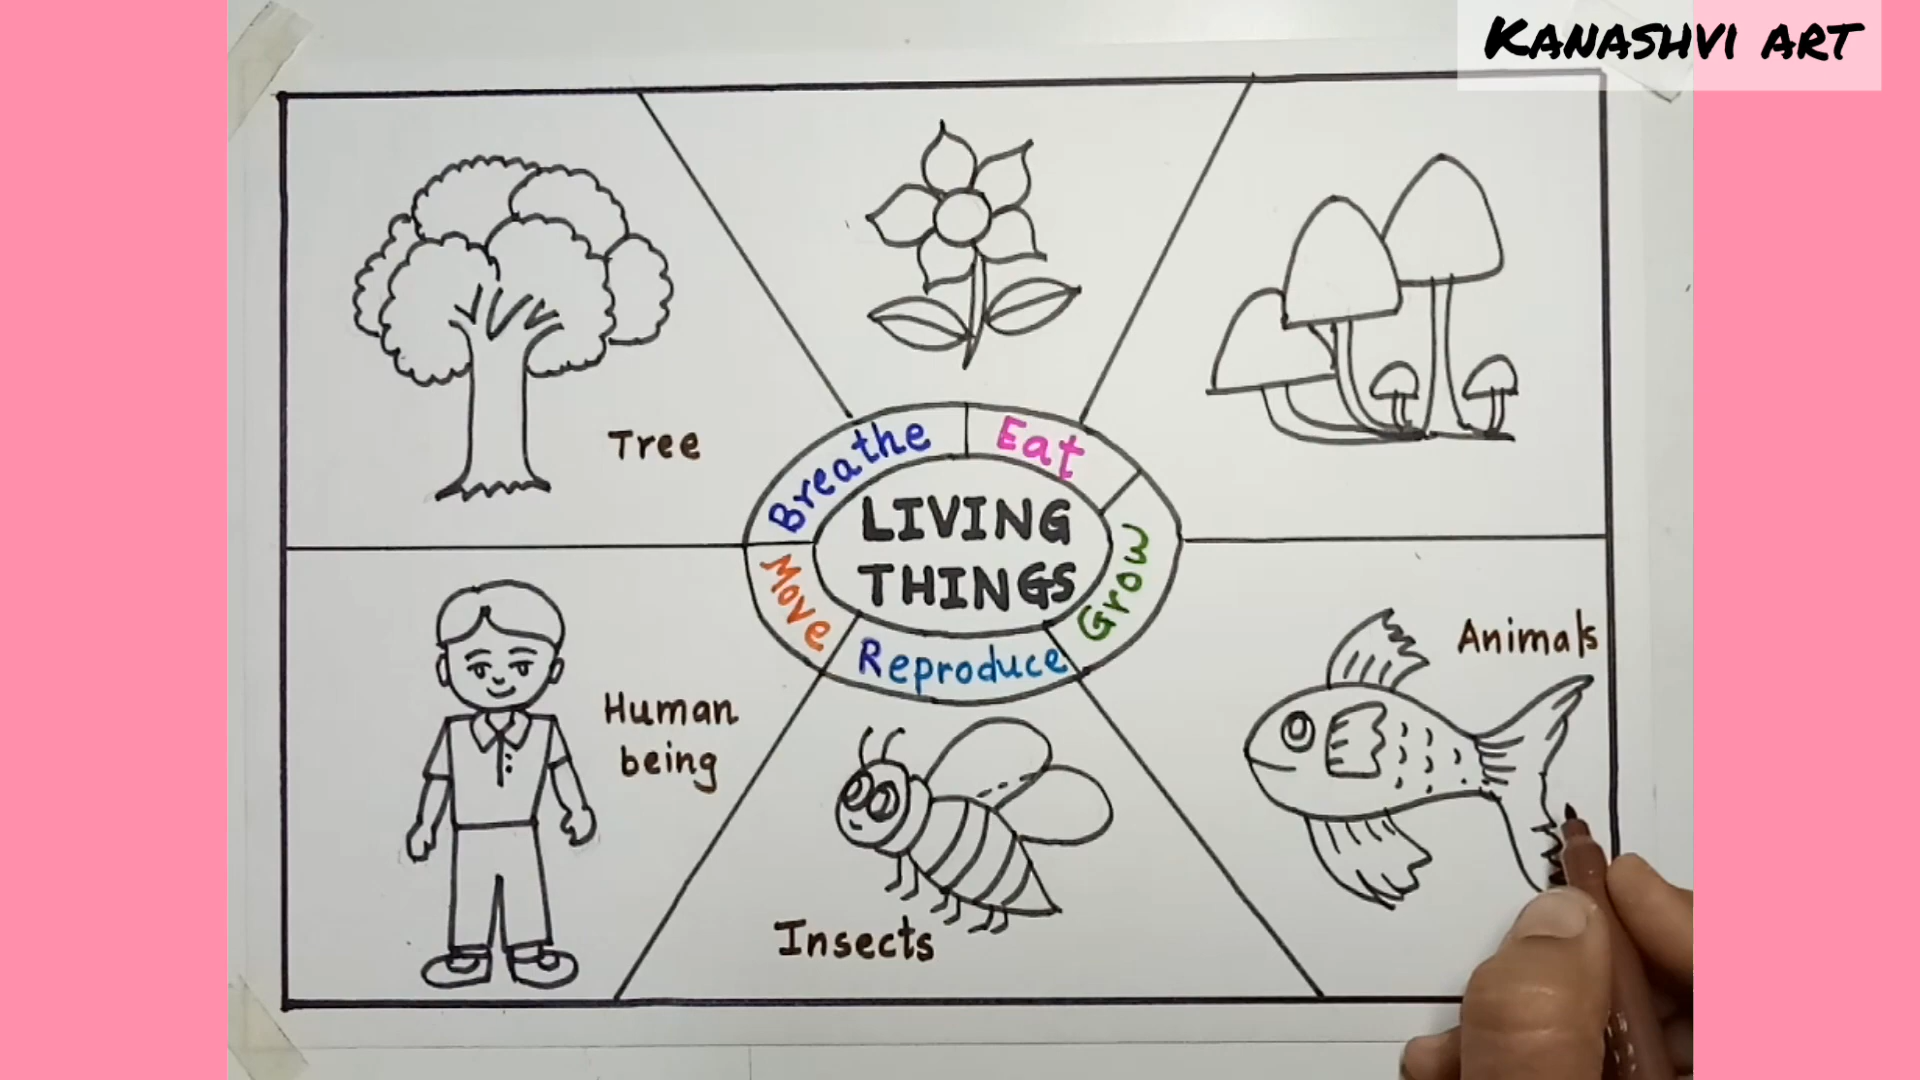 KANASHVI ART
Tree
Breathe
Eat
LIVING
THINGS
Grow
Move
Reproduce
Human
being
Animals
Insects